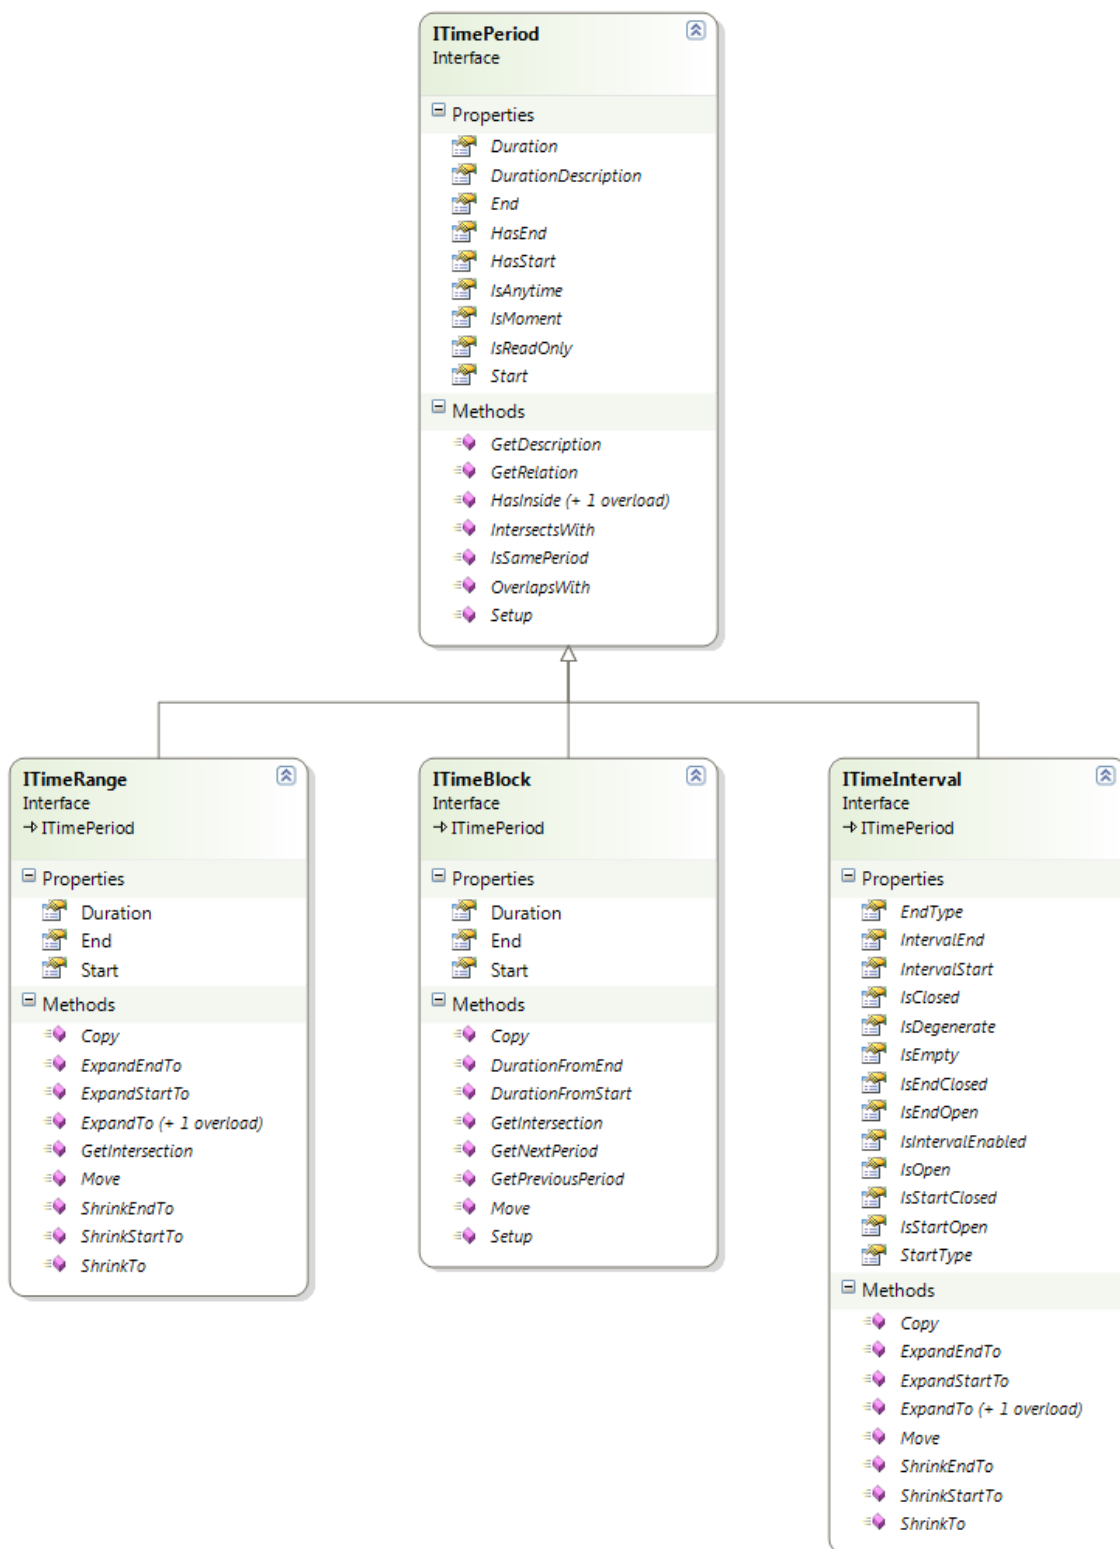 ITimePeriod
Interface
Properties
Duration
DurationDescription
End
HasEnd
HasStart
IsAnytime
IsMoment
IsReadOnly
Start
Methods
GetDescription
GetRelation
HasInside (+ 1 overload)
IntersectsWith
IsSamePeriod
OverlapsWith
Setup
ITimeRange
Interface
ITimePeriod
Properties
Duration
End
Start
Methods
Copy
ExpandEndTo
ExpandStartTo
ExpandTo (+ 1 overload)
GetIntersection
Move
ShrinkEndTo
ShrinkStartTo
ShrinkTo
ITimeBlock
Interface
ITimePeriod
Properties
Duration
End
Start
Methods
Copy
DurationFromEnd
DurationFromStart
GetIntersection
GetNextPeriod
GetPreviousPeriod
Move
Setup
ITimeInterval
Interface
ITimePeriod
Properties
EndType
IntervalEnd
IntervalStart
IsClosed
IsDegenerate
IsEmpty
IsEndClosed
IsEndOpen
IsIntervalEnabled
IsOpen
IsStartClosed
IsStartOpen
StartType
Methods
Copy
ExpandEndTo
ExpandStartTo
ExpandTo (+ 1 overload)
Move
ShrinkEndTo
ShrinkStartTo
ShrinkTo